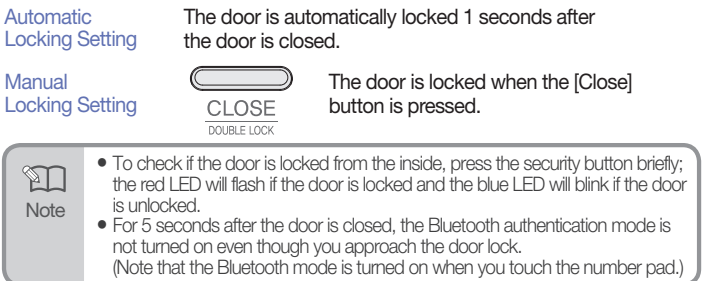 Automatic
Locking Setting
The door is automatically locked 1 seconds after
the door is closed.
Manual
Locking Setting
CLOSE
DOUBLE LOCK
The door is locked when the [Close]
button is pressed.
Note
• To check if the door is locked from the inside, press the security button briefly;
the red LED will flash if the door is locked and the blue LED will blink if the door
is unlocked.
• For 5 seconds after the door is closed, the Bluetooth authentication mode is
not turned on even though you approach the door lock.
(Note that the Bluetooth mode is turned on when you touch the number pad.)